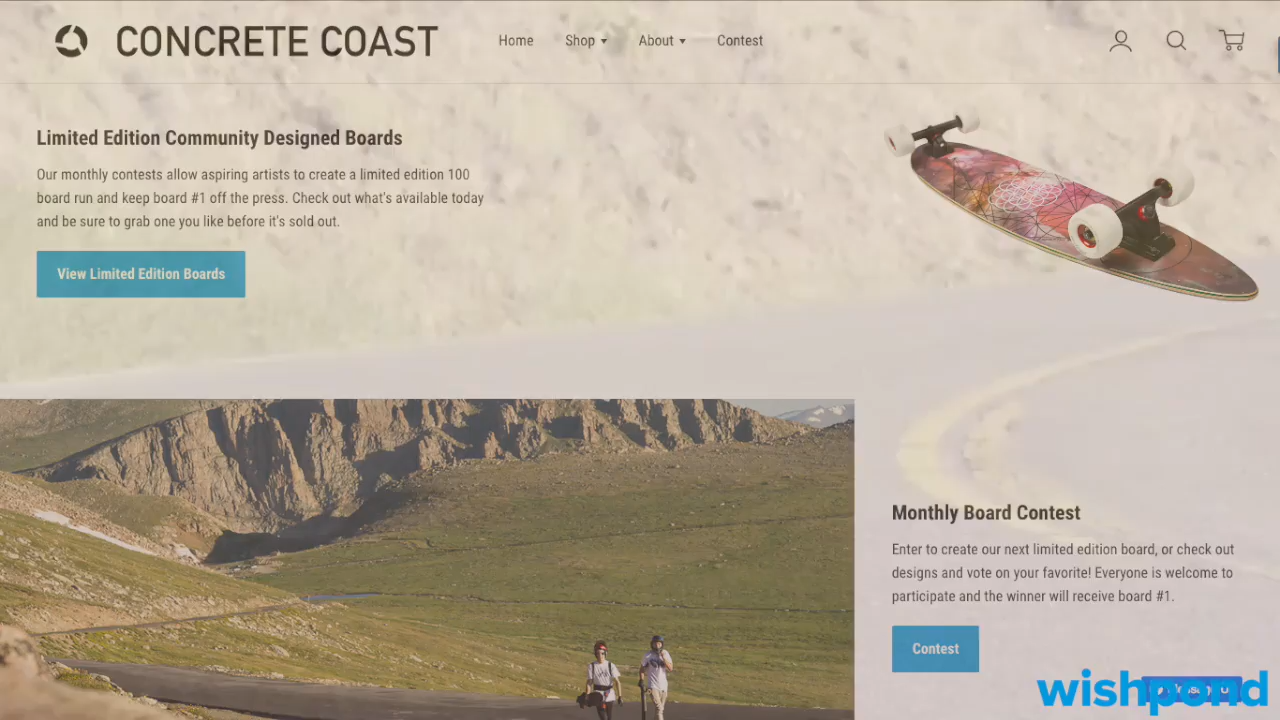 CONCRETE COAST
Home
Shop
About
Contest
Limited Edition Community Designed Boards
Our monthly contests allow aspiring artists to create a limited edition 100
board run and keep board #1 off the press. Check out what's available today
and be sure to grab one you like before it's sold out.
View Limited Edition Boards
Monthly Board Contest
Enter to create our next limited edition board, or check out
designs and vote on your favorite! Everyone is welcome to
participate and the winner will receive board #1.
Contest
wishpond